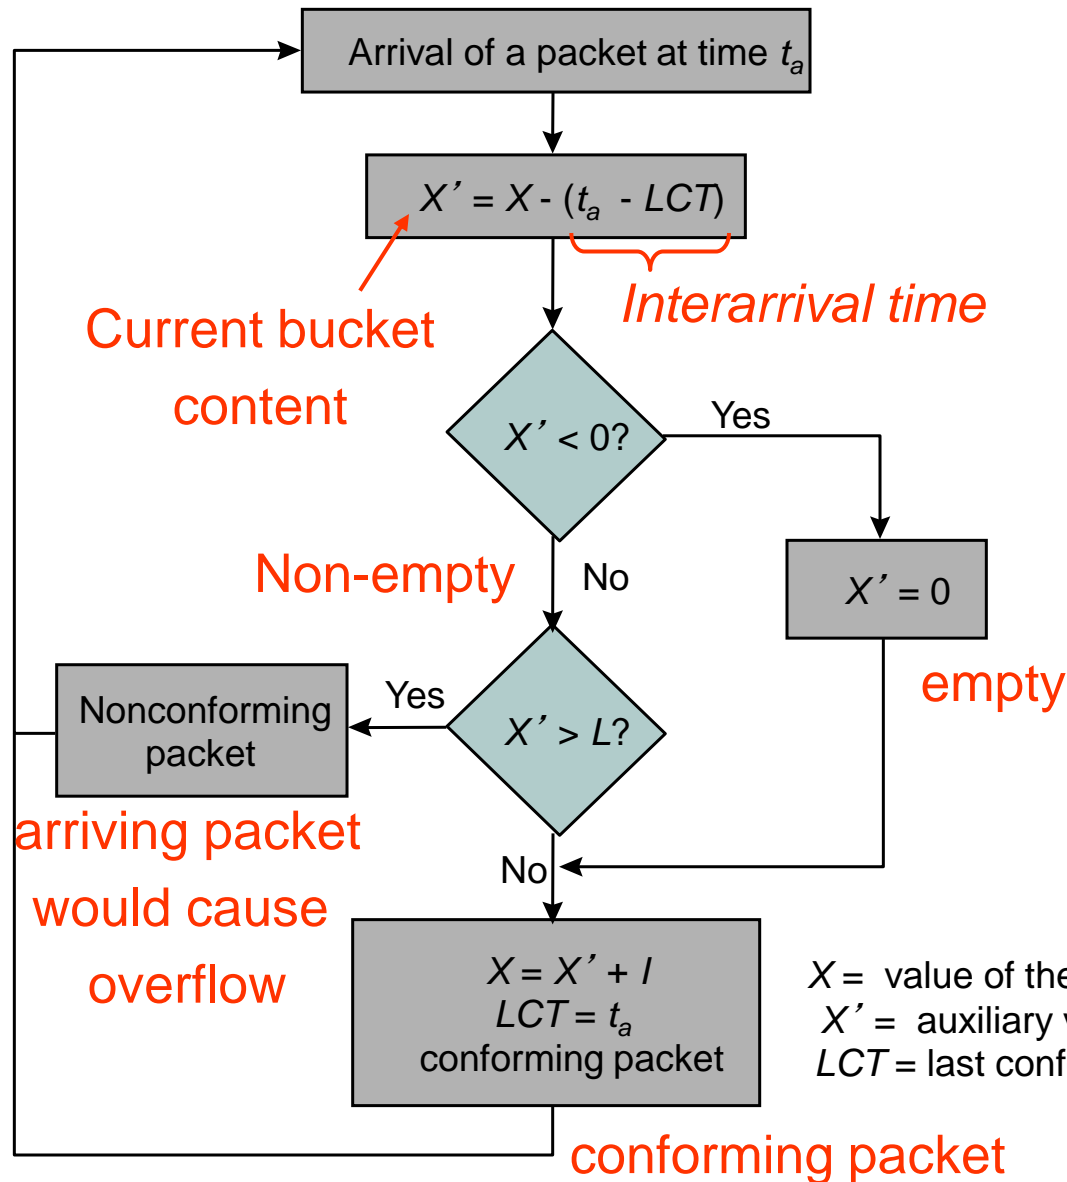 Arrival of a packet at time tₐ
X’ = X - (tₐ - LCT)
Interarrival time
Current bucket
content
X’ < 0?
Yes
Non-empty
No
X’ = 0
empty
X’ > L?
Yes
Nonconforming
packet
arriving packet
would cause
overflow
No
X = X’ + I
LCT = tₐ
conforming packet
X = value of the
X’ = auxiliary
LCT = last
conforming packet